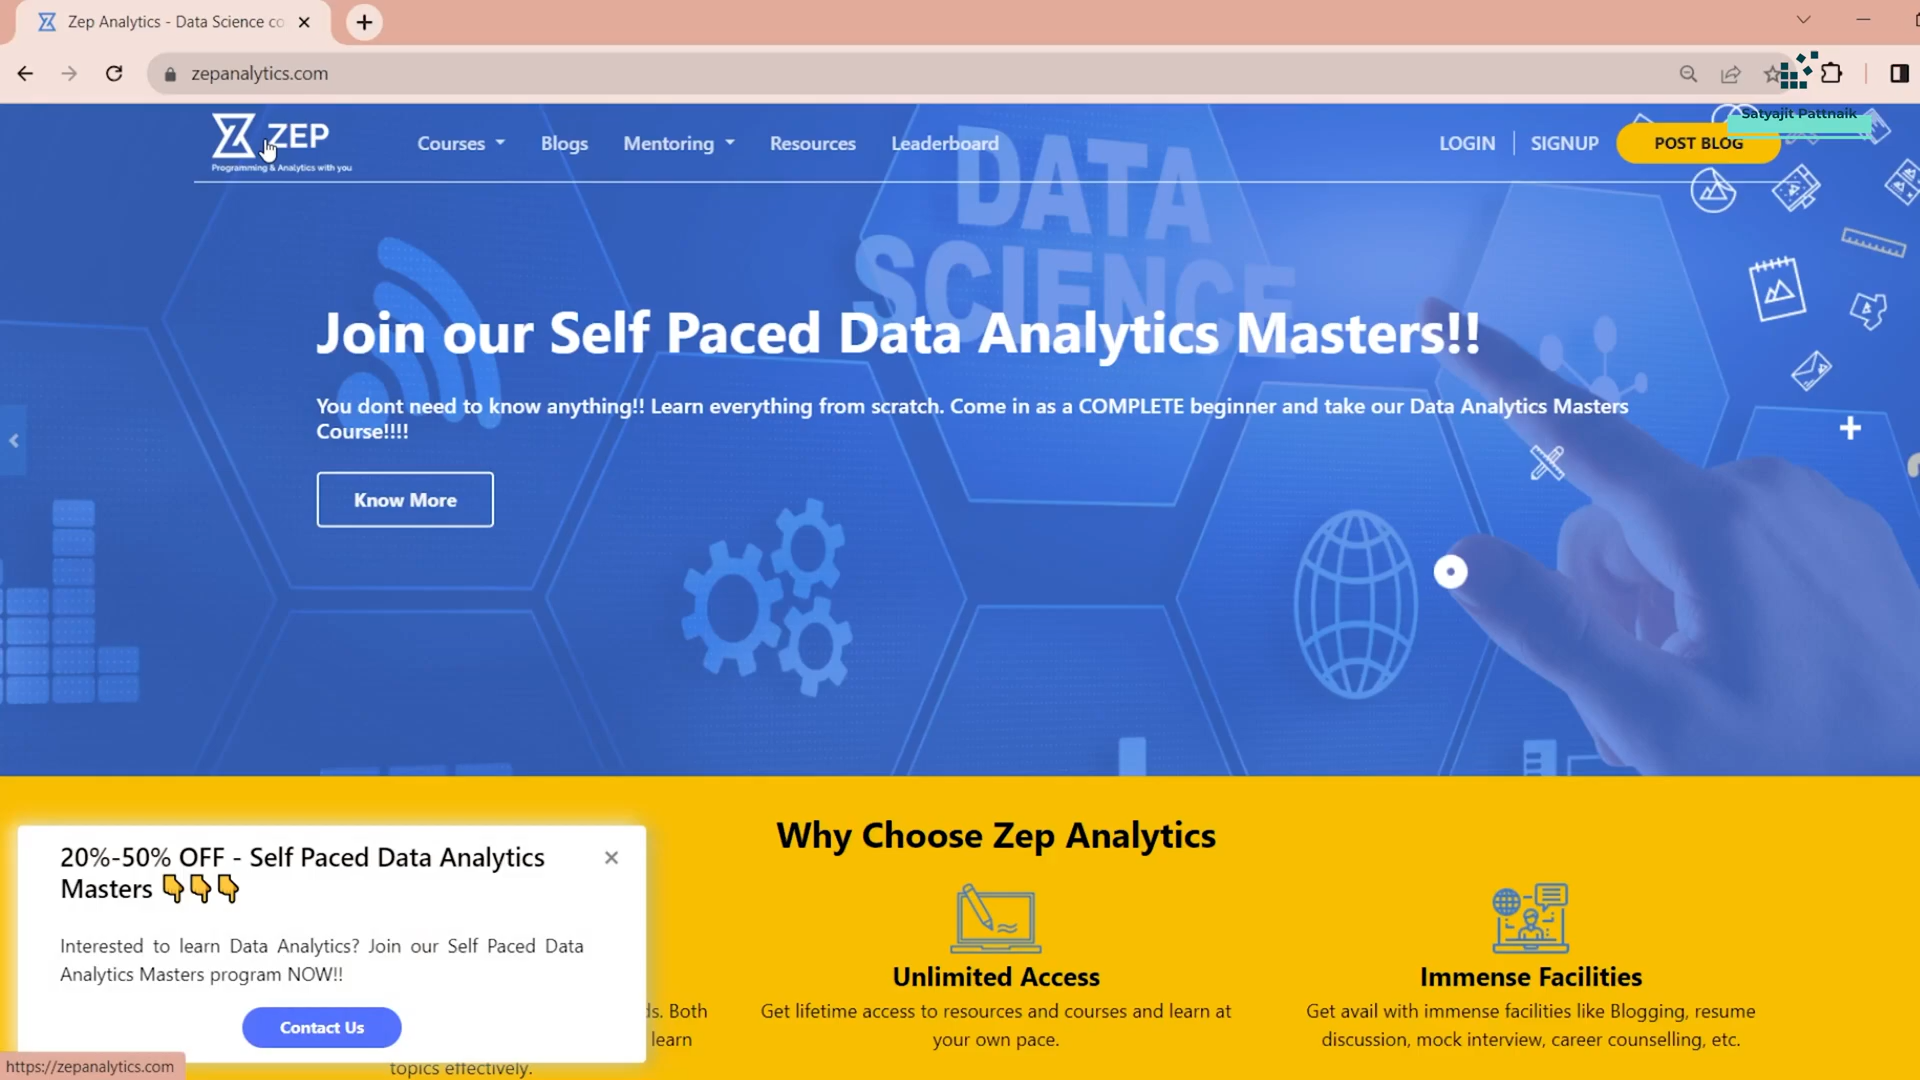 Zep Analytics - Data Science co
zepanalytics.com
Satyajit Pattnaik
ZEP
Programming & Analytics with you
Courses
Blogs
Mentoring
Resources
Leaderboard
LOGIN
SIGNUP
POST BLOG
DATA
SCIENCE
Join our Self Paced Data Analytics Masters!!
You dont need to know anything!! Learn everything from scratch. Come in as a COMPLETE beginner and take our Data Analytics Masters
Course!!!!
Know More
Why Choose Zep Analytics
20%-50% OFF - Self Paced Data Analytics
Masters 👇👇👇
Interested to learn Data Analytics? Join our Self Paced Data
Analytics Masters program NOW!!
Contact Us
ds. Both
learn
topics effectively.
Unlimited Access
Get lifetime access to resources and courses and learn at
your own pace.
Immense Facilities
Get avail with immense facilities like Blogging, resume
discussion, mock interview, career counselling, etc.
https://zepanalytics.com